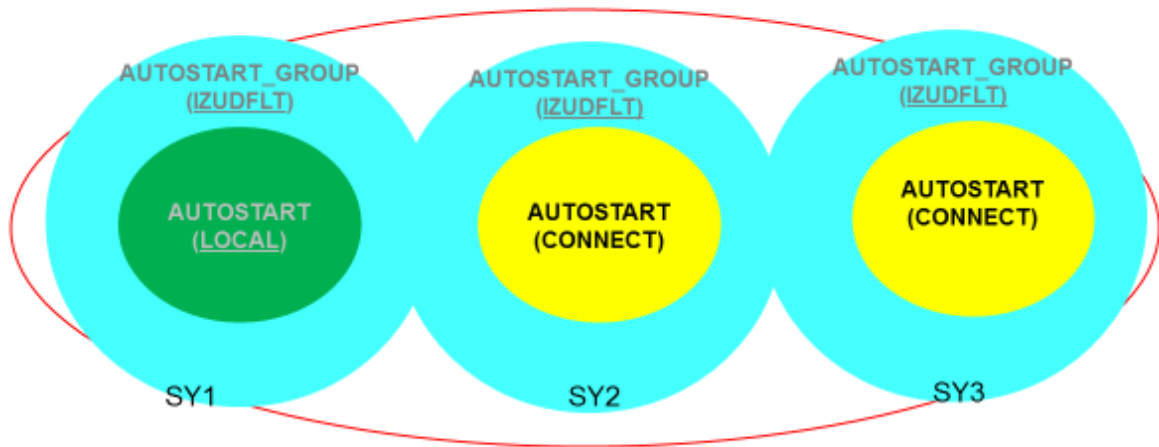 AUTOSTART_GROUP
(IZUDFLT)
AUTOSTART
(LOCAL)
SY1
AUTOSTART_GROUP
(IZUDFLT)
AUTOSTART
(CONNECT)
SY2
AUTOSTART_GROUP
(IZUDFLT)
AUTOSTART
(CONNECT)
SY3